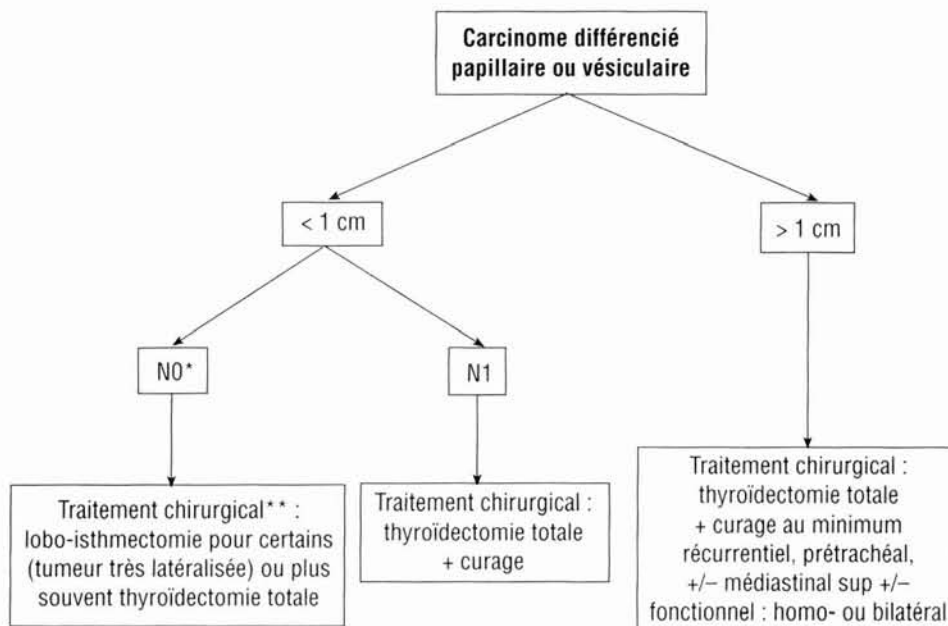 Carcinome différencié
papillaire ou vésiculaire
< 1 cm
> 1 cm
N0*
N1
Traitement chirurgical** :
lobo-isthmectomie pour certains
(tumeur très latéralisée) ou plus
souvent thyroïdectomie totale
Traitement chirurgical :
thyroïdectomie totale
+ curage
Traitement chirurgical :
thyroïdectomie totale
+ curage au minimum
récurrentiel, prétrachéal,
+/– médiastinal sup +/–
fonctionnel : homo- ou bilatéral